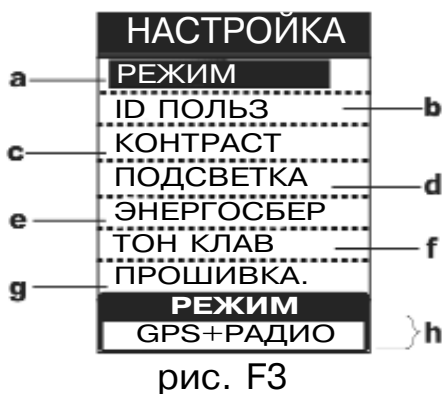 НАСТРОЙКА
a РЕЖИМ
ID ПОЛЬЗ b
c КОНТРАСТ
ПОДСВЕТКА d
e ЭНЕРГОСБЕР
ТОН КЛАВ f
g ПРОШИВКА.
РЕЖИМ
GPS+РАДИО h
рис. F3